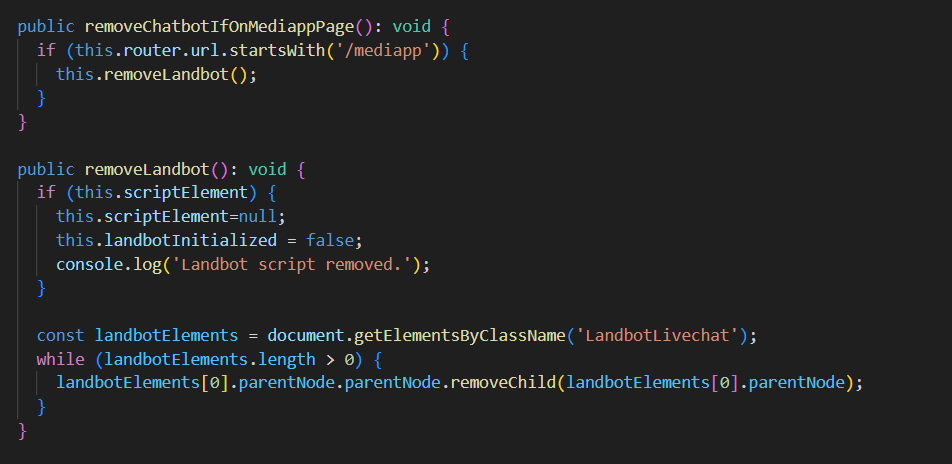 public removeChatbotIfOnMediappPage(): void {
  if (this.router.url.startsWith('/mediapp')) {
    this.removeLandbot();
  }
}

public removeLandbot(): void {
  if (this.scriptElement) {
    this.scriptElement=null;
    this.landbotInitialized = false;
    console.log('Landbot script removed.');
  }

  const landbotElements = document.getElementsByClassName('LandbotLivechat');
  while (landbotElements.length > 0) {
    landbotElements[0].parentNode.parentNode.removeChild(landbotElements[0].parentNode);
  }
}